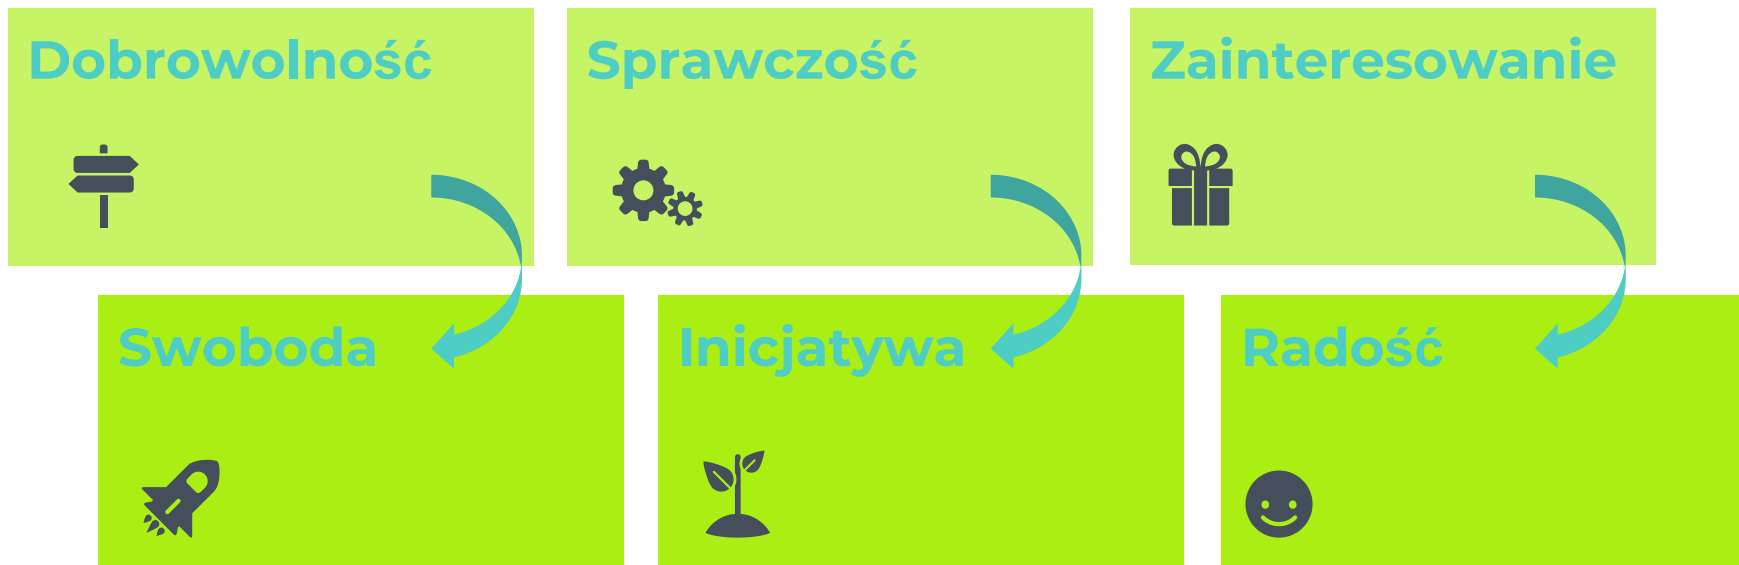 Dobrowolność
Sprawczość
Zainteresowanie
Swoboda
Inicjatywa
Radość